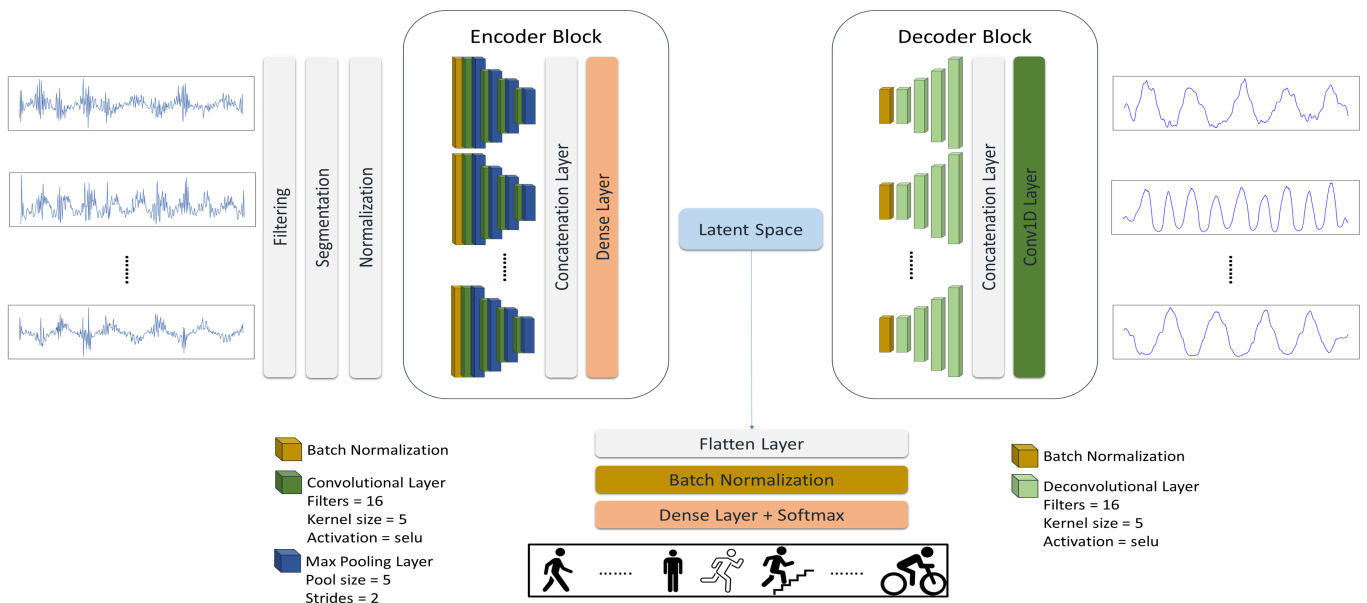 Encoder Block
Decoder Block
Filtering
Segmentation
Normalization
Concatenation Layer
Dense Layer
Latent Space
Concatenation Layer
Conv1D Layer
Flatten Layer
Batch Normalization
Dense Layer + Softmax
Batch Normalization
Convolutional Layer
Filters = 16
Kernel size = 5
Activation = selu
Max Pooling Layer
Pool size = 5
Strides = 2
Batch Normalization
Deconvolutional Layer
Filters = 16
Kernel size = 5
Activation = selu